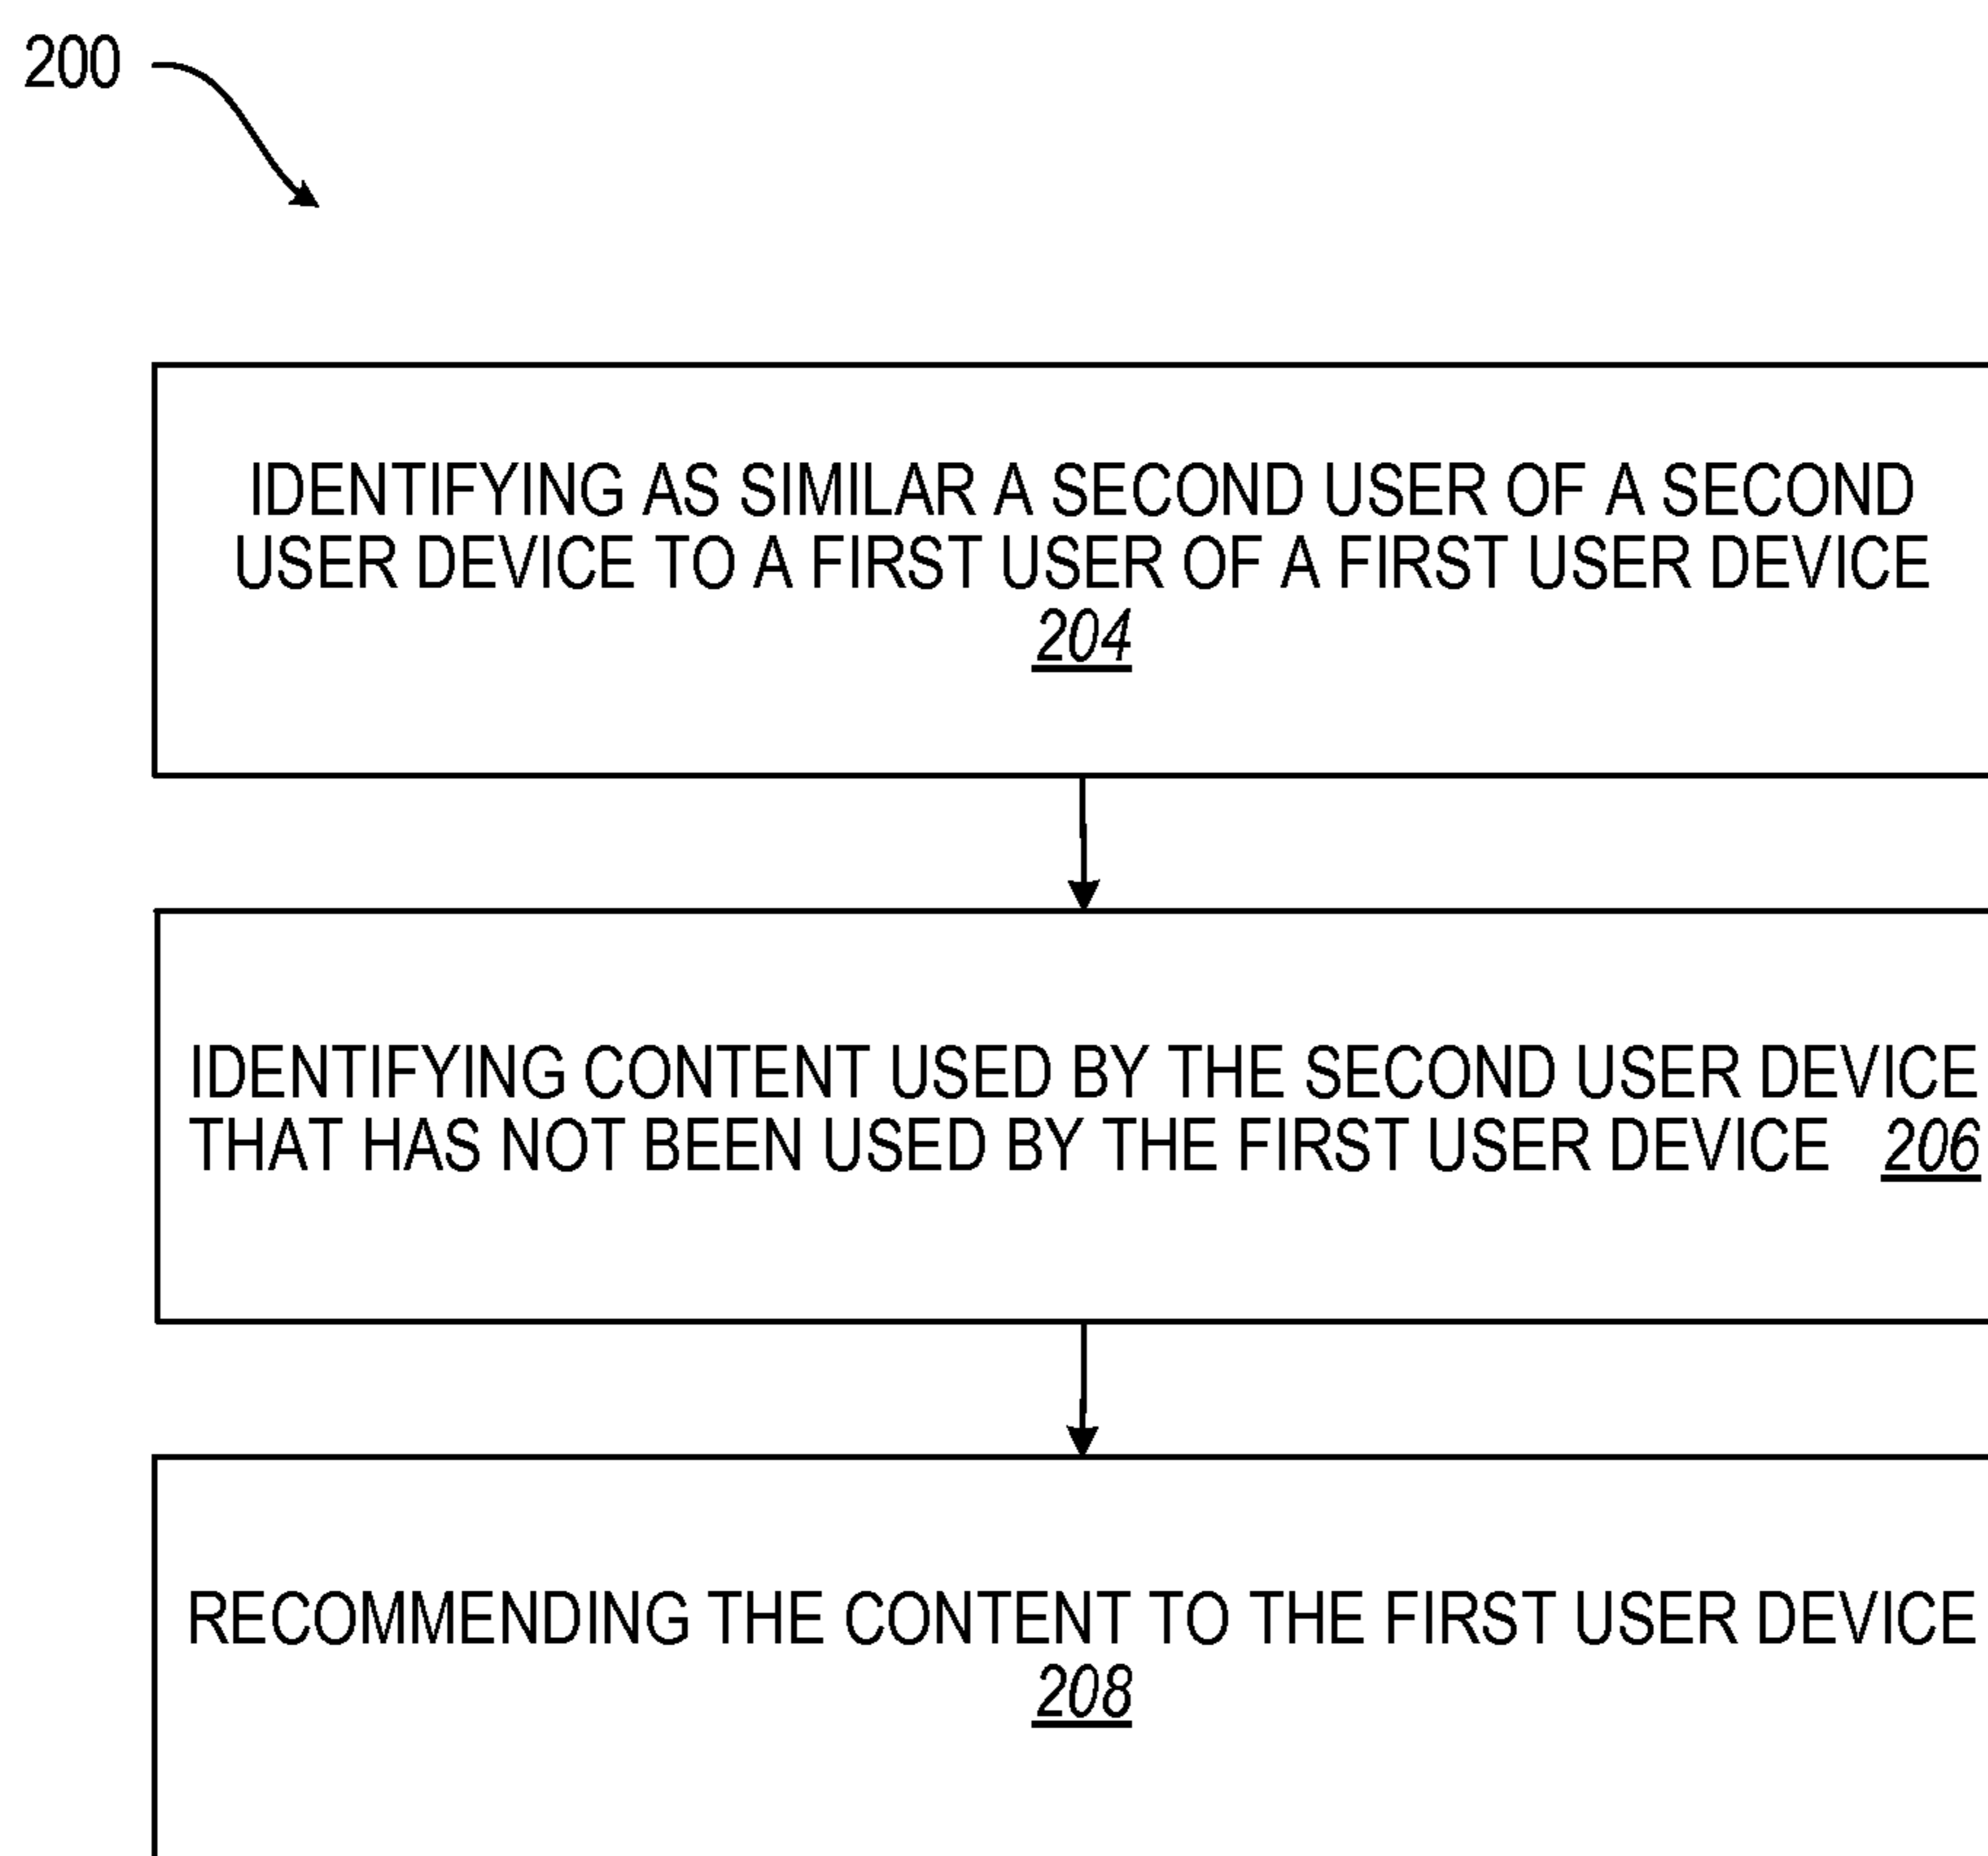 200
IDENTIFYING AS SIMILAR A SECOND USER OF A SECOND
USER DEVICE TO A FIRST USER OF A FIRST USER DEVICE
204
IDENTIFYING CONTENT USED BY THE SECOND USER DEVICE
THAT HAS NOT BEEN USED BY THE FIRST USER DEVICE 206
RECOMMENDING THE CONTENT TO THE FIRST USER DEVICE
208